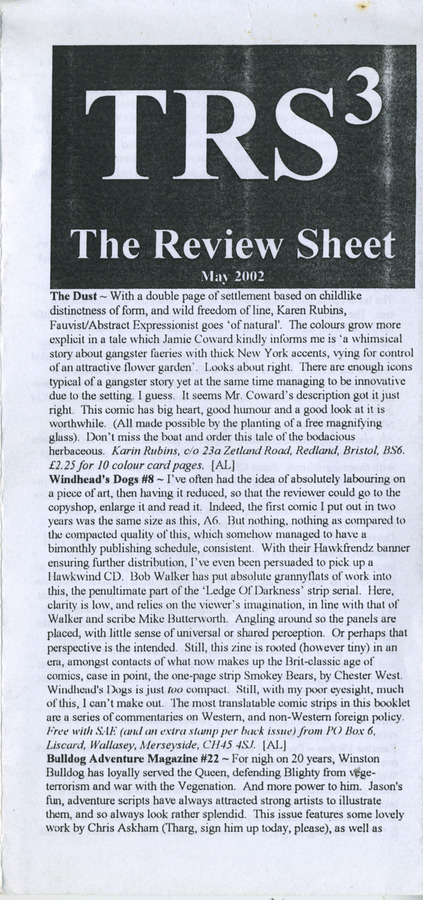 TRS³
The Review Sheet
May 2002
The Dust ~ With a double page of settlement based on childlike
distinctness of form, and wild freedom of line, Karen Rubins,
Fauvist/Abstract Expressionist goes ‘of natural’. The colours grow more
explicit in a tale which Jamie Coward kindly informs me is ‘a whimsical
story about gangster faeries with thick New York accents, vying for control
of an attractive flower garden’. Looks about right. There are enough icons
typical of a gangster story yet at the same time managing to be innovative
due to the setting. I guess. It seems Mr. Coward’s description got it just
right. This comic has big heart, good humour and a good look at it is
worthwhile. (All made possible by the planting of a free magnifying
glass). Don’t miss the boat and order this tale of the bodacious
herbaceous. Karin Rubins, c/o 23a Zetland Road, Redland, Bristol, BS6.
£2.25 for 10 colour card pages. [AL]
Windhead’s Dogs #8 ~ I’ve often had the idea of absolutely labouring on
a piece of art, then having it reduced, so that the reviewer could go to the
copyshop, enlarge it and read it. Indeed, the first comic I put out in two
years was the same size as this, A6. But nothing, nothing as compared to
the compacted quality of this, which somehow managed to have a
bimonthly publishing schedule, consistent. With their Hawkfrendz banner
ensuring further distribution, I’ve even been persuaded to pick up a
Hawkwind CD. Bob Walker has put absolute grannyflats of work into
this, the penultimate part of the ‘Ledge Of Darkness’ strip serial. Here,
clarity is low, and relies on the viewer’s imagination, in line with that of
Walker and scribe Mike Butterworth. Angling around so the panels are
placed, with little sense of universal or shared perception. Or perhaps that
perspective is the intended. Still, this zine is rooted (however tiny) in an
era, amongst contacts of what now makes up the Brit-classic age of
comics, case in point, the one-page strip Smokey Bears, by Chester West.
Windhead’s Dogs is just too compact. Still, with my poor eyesight, much
of this, I can’t make out. The most translatable comic strips in this booklet
are a series of commentaries on Western, and non-Western foreign policy.
Free with SAE (and an extra stamp per back issue) from PO Box 6,
Liscard, Wallasey, Merseyside, CH45 4SJ. [AL]
Bulldog Adventure Magazine #22 ~ For nigh on 20 years, Winston
Bulldog has loyally served the Queen, defending Blighty from vege-
terrorism and war with the Vegenation. And more power to him. Jason’s
fun, adventure scripts have always attracted strong artists to illustrate
them, and so always look rather splendid. This issue features some lovely
work by Chris Askham (Tharg, sign him up today, please), as well as